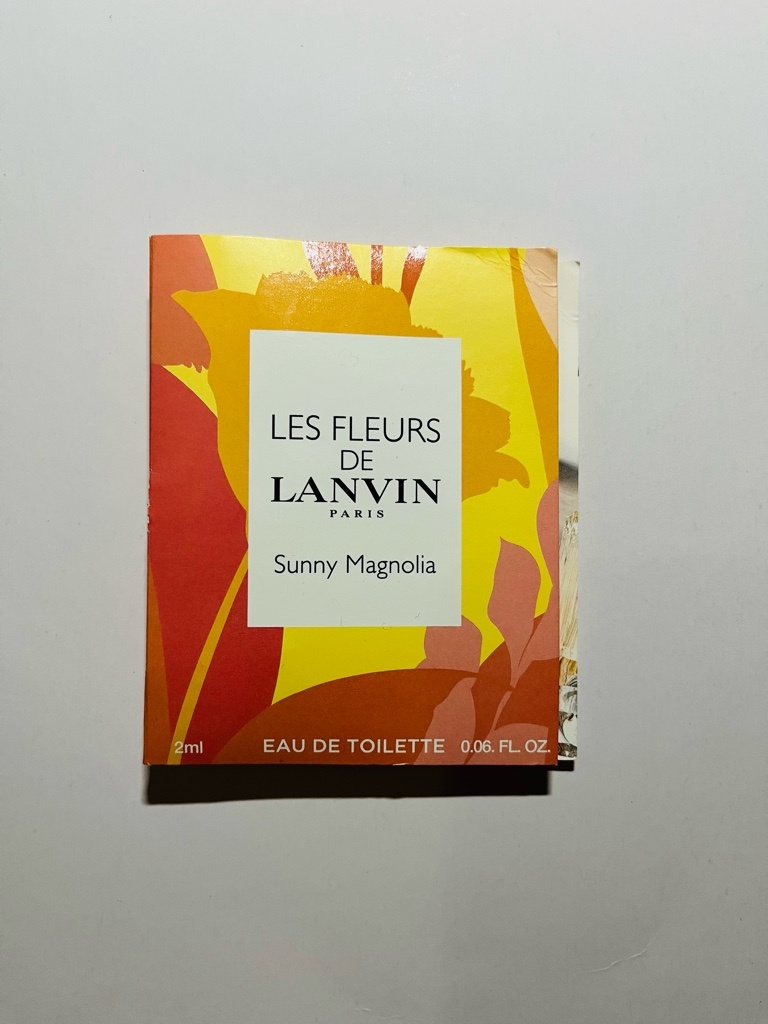 LES FLEURS
DE
LANVIN
PARIS
Sunny Magnolia
2ml EAU DE TOILETTE 0.06. FL. OZ.